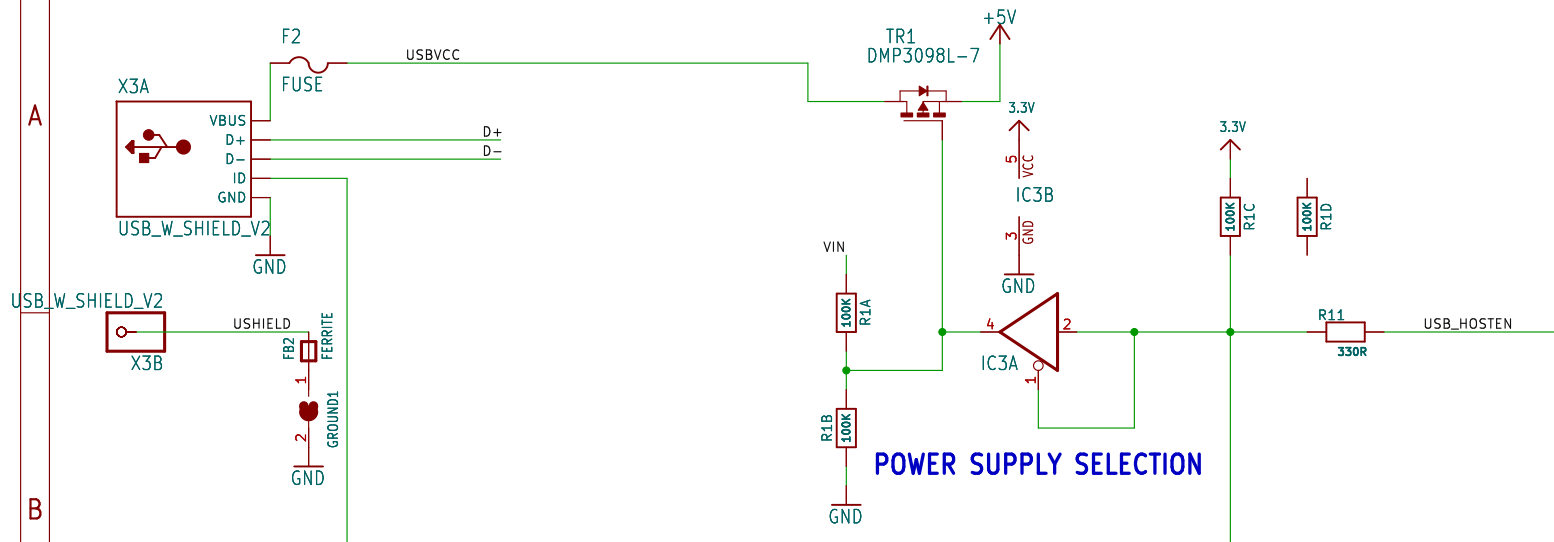 +5V
F2
TR1
DMP3098L-7
USBVCC
X3A
FUSE
A
3.3V
VBUS
D+
D-
ID
GND
D+
D-
5
VCC
IC3B
3.3V
100K
R1C
100K
R1D
USB_W_SHIELD_V2
GND
3
GND
GND
VIN
USB_W_SHIELD_V2
USHIELD
FB2
FERRITE
X3B
1
GROUND1
2
GND
100K
R1A
4
2
IC3A
1
R11
330R
USB_HOSTEN
R1B
100K
POWER SUPPLY SELECTION
B
GND